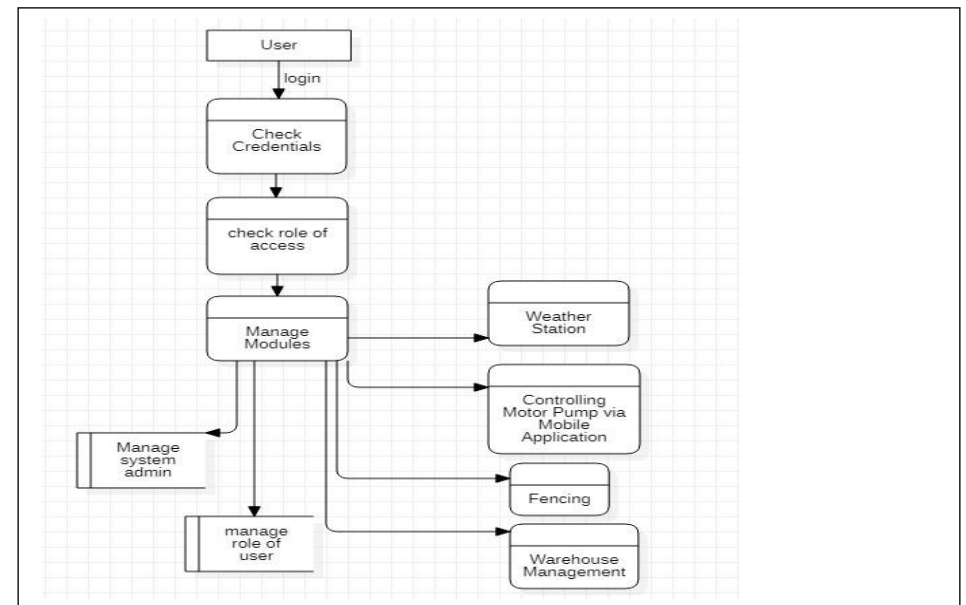 User
login
Check
Credentials
check role of
access
Manage
Modules
Weather
Station
Controlling
Motor Pump via
Mobile
Application
Manage
system
admin
Fencing
manage
role of
user
Warehouse
Management